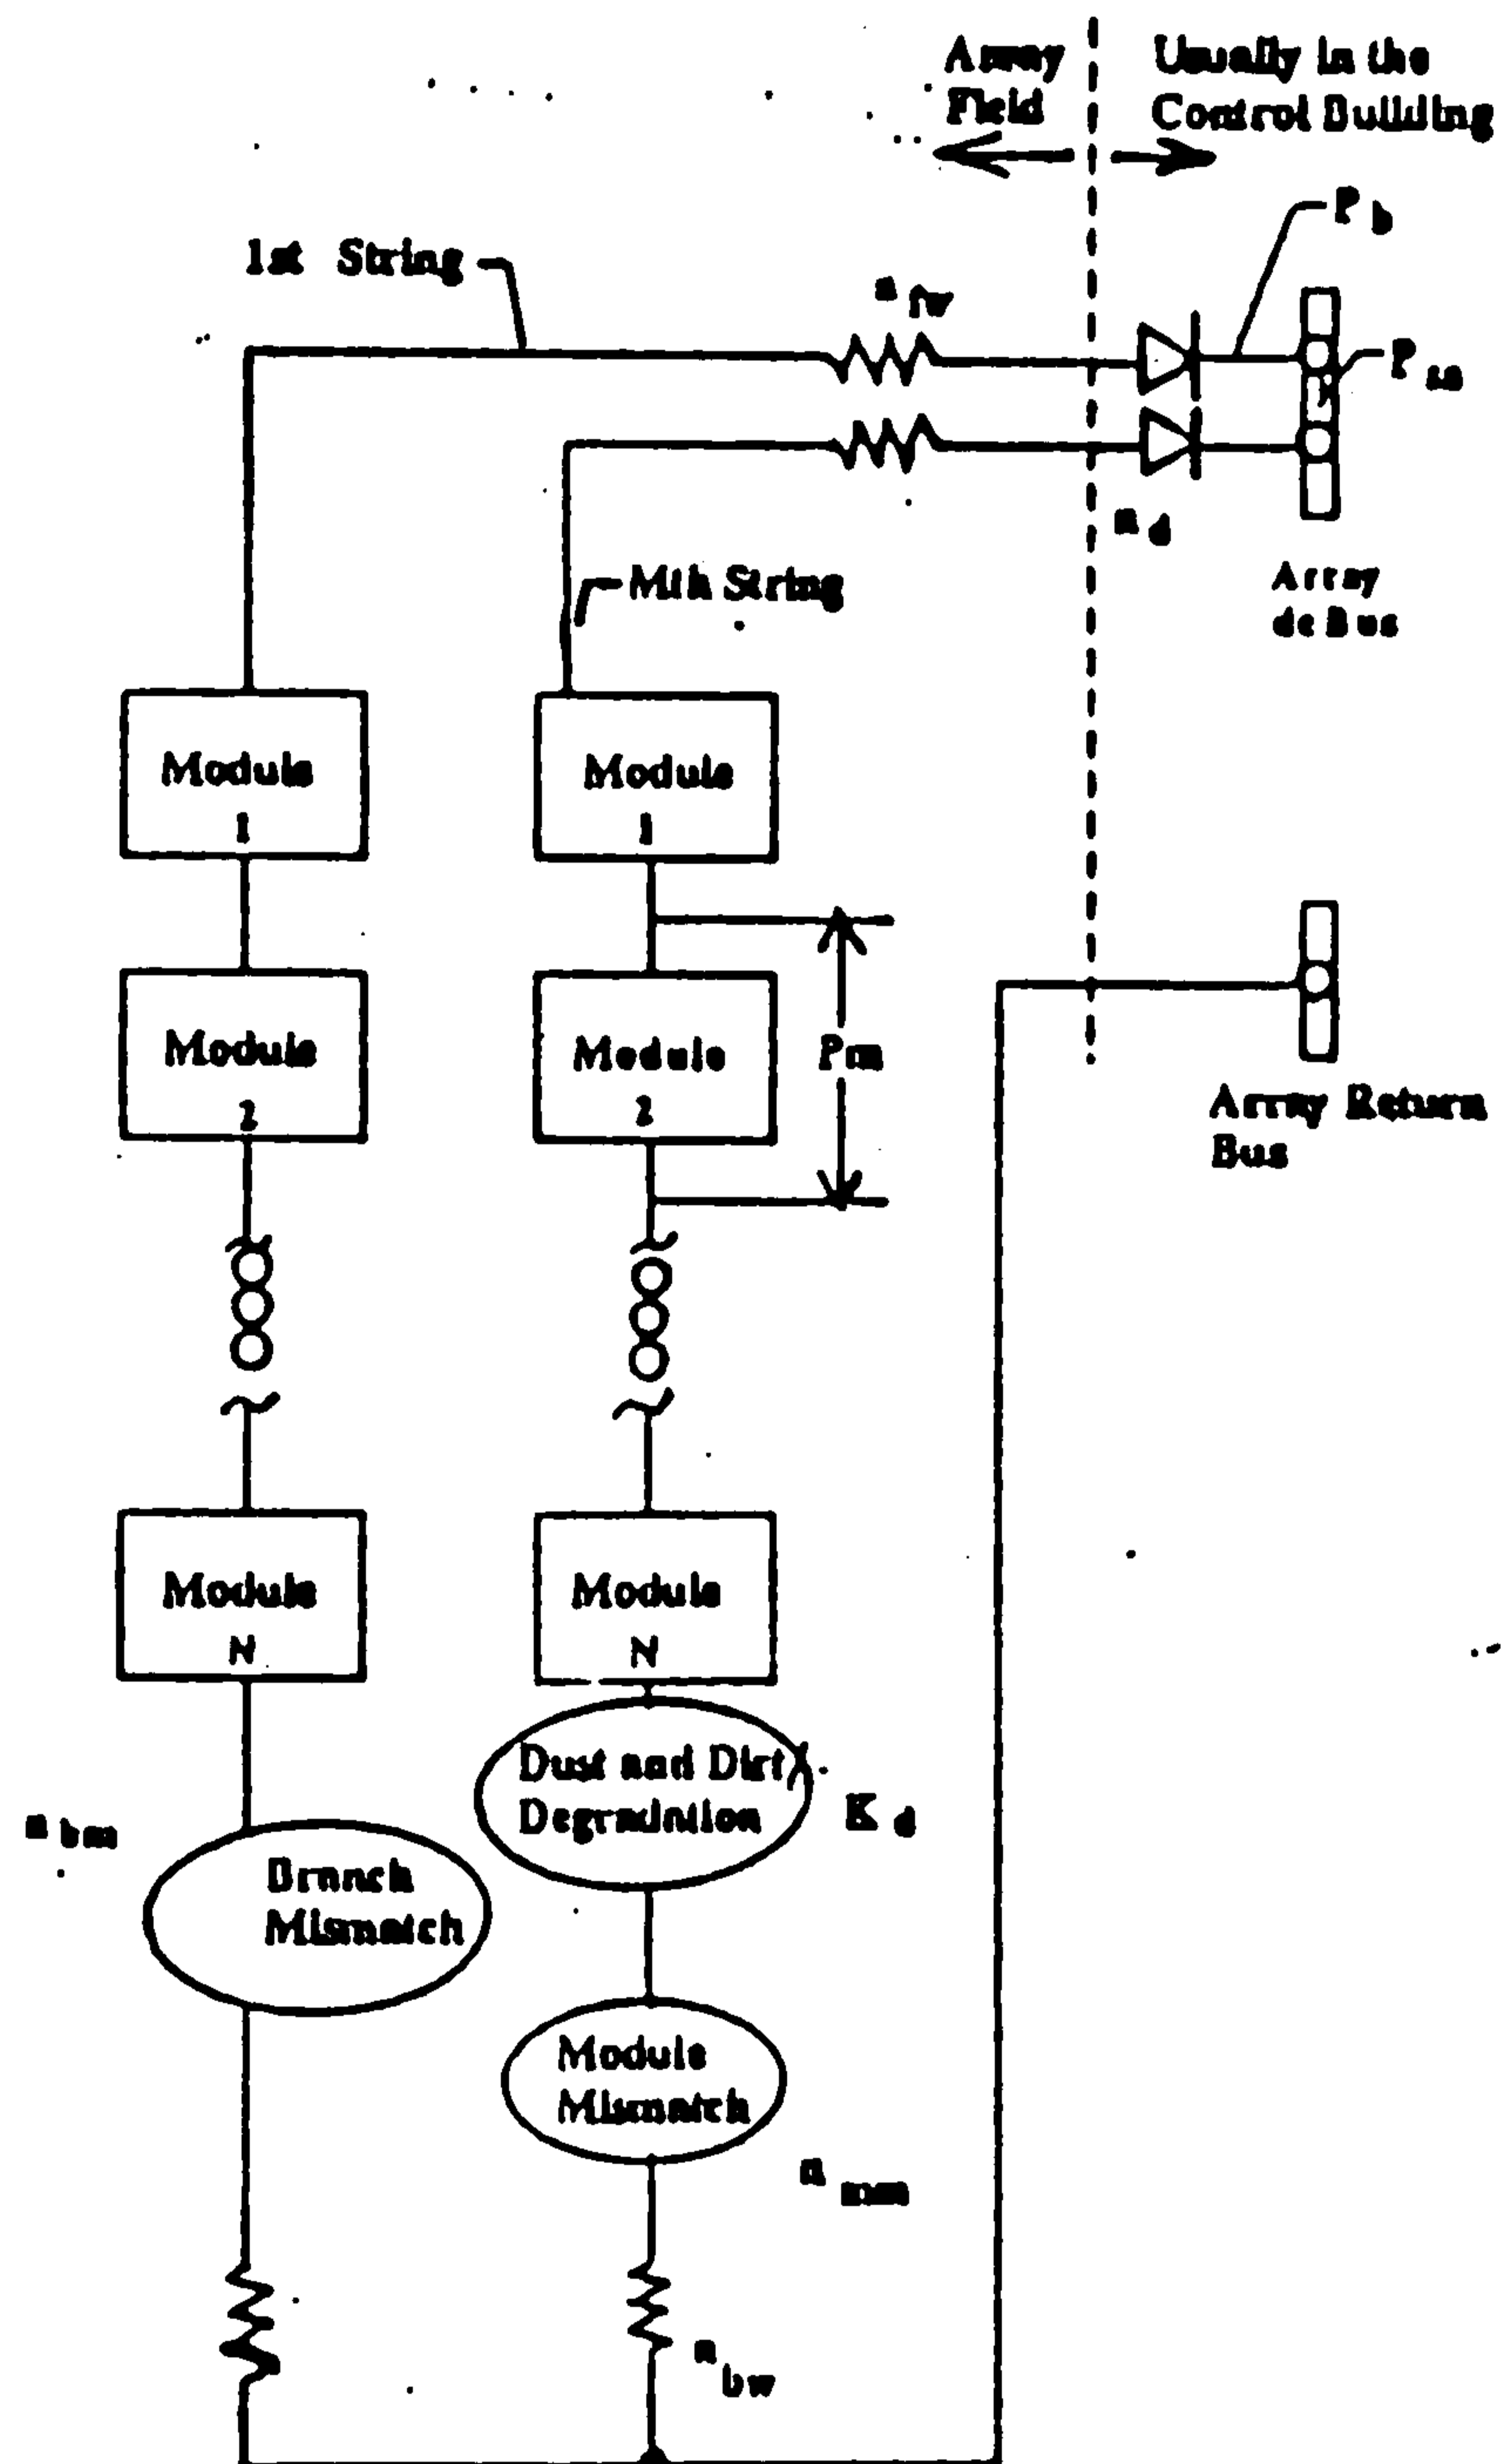 Array
Field
Usually in the
Control Building
P b
1st String
n fw
P sa
n d
Mth String
Array
dc Bus
Module
1
Module
1
Module
2
Module
2
Pm
Array Return
Bus
Module
N
Module
N
Dust and Dirt
Degradation
K d
n bm
Branch
Mismatch
Module
Mismatch
n mm
n bw